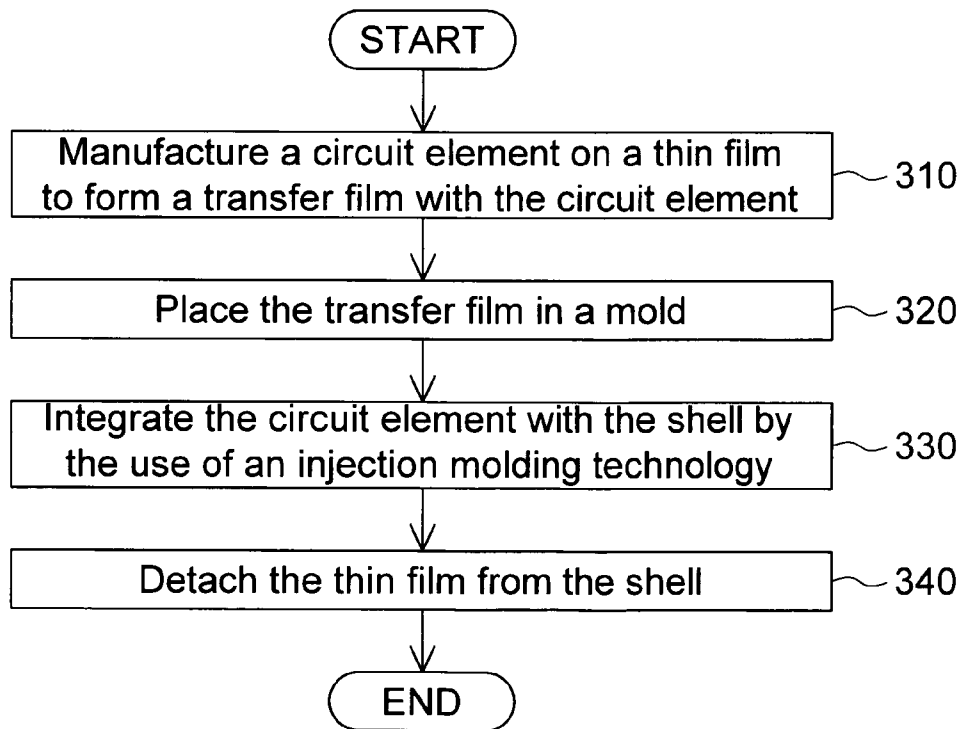 START
Manufacture a circuit element on a thin film
to form a transfer film with the circuit element
310
Place the transfer film in a mold
320
Integrate the circuit element with the shell by
the use of an injection molding technology
330
Detach the thin film from the shell
340
END